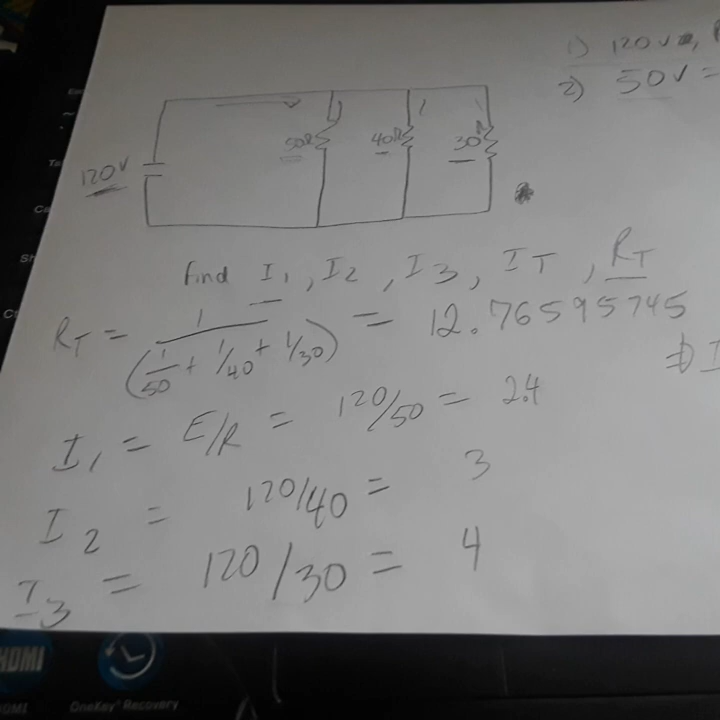 1) 120V
2) 50V =
120V
50Ω
40Ω
30Ω
find I₁, I₂, I₃, IT, RT
RT = 1/(1/50 + 1/40 + 1/30) = 12.76595745
I₁ = E/R = 120/50 = 2.4
I₂ = 120/40 = 3
I₃ = 120/30 = 4
HDMI
OneKey Recovery